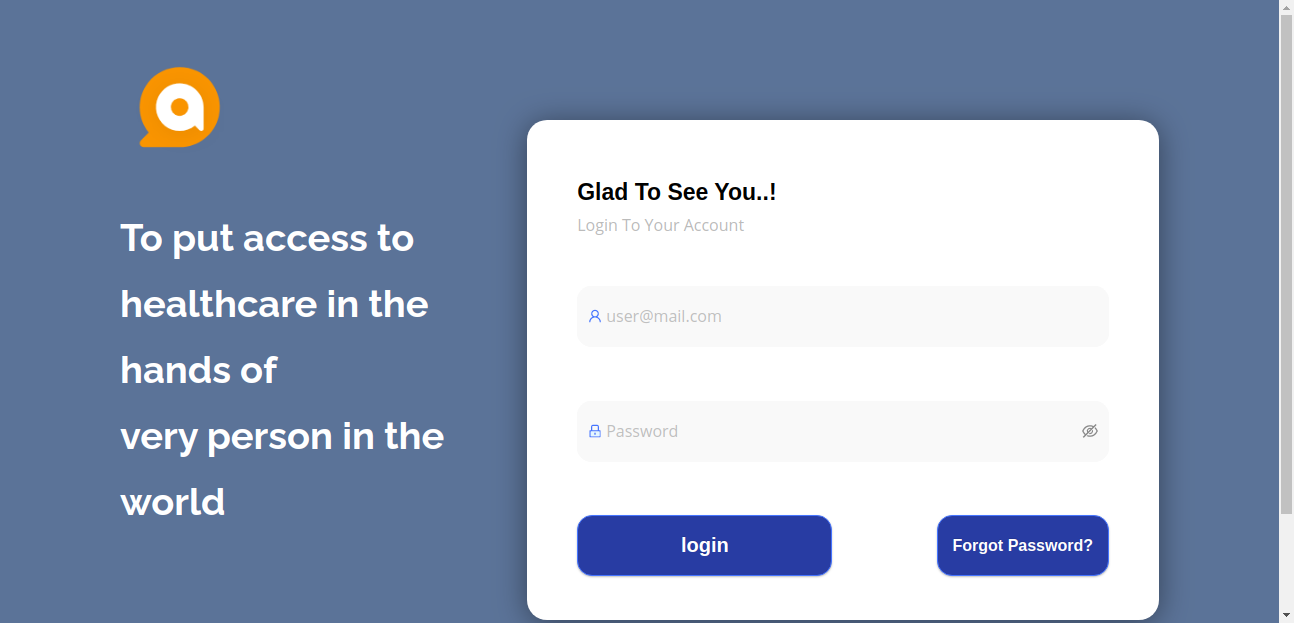 To put access to
healthcare in the
hands of
very person in the
world
Glad To See You..!
Login To Your Account
user@mail.com
Password
login
Forgot Password?